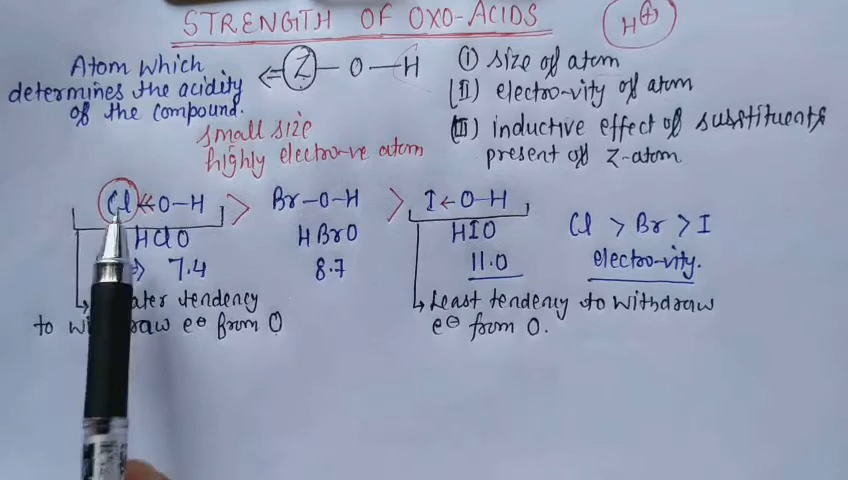 STRENGTH OF OXO-ACIDS
H⊕
Atom which
determines the acidity
of the compound.
⇐ Z — O — H
(I) size of atom
(II) electro-vity of atom
(III) inductive effect of substituents
present of Z-atom
small size
highly electro-ve atom
Cl ↞ O-H > Br-O-H > I ← O-H
HClO HBrO HIO
⇒ 7.4 8.7 11.0
Cl > Br > I
electro-vity.
tendency
to e⊖ from O
Least tendency to withdraw
e⊖ from O.